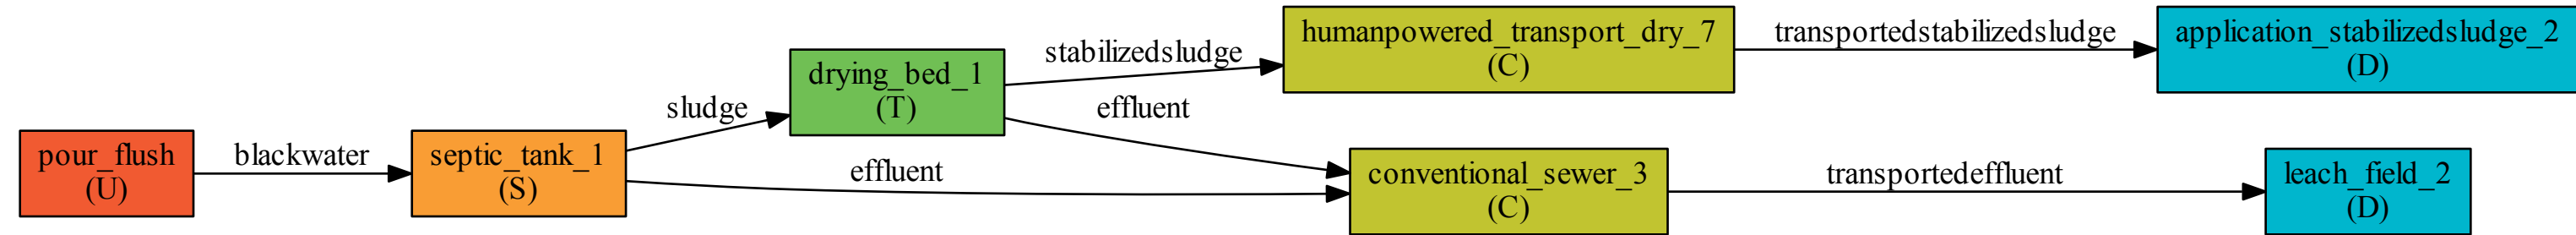 pour_flush
(U)
blackwater
septic_tank_1
(S)
sludge
effluent
drying_bed_1
(T)
stabilizedsludge
effluent
humanpowered_transport_dry_7
(C)
transportedstabilizedsludge
application_stabilizedsludge_2
(D)
conventional_sewer_3
(C)
transportedeffluent
leach_field_2
(D)